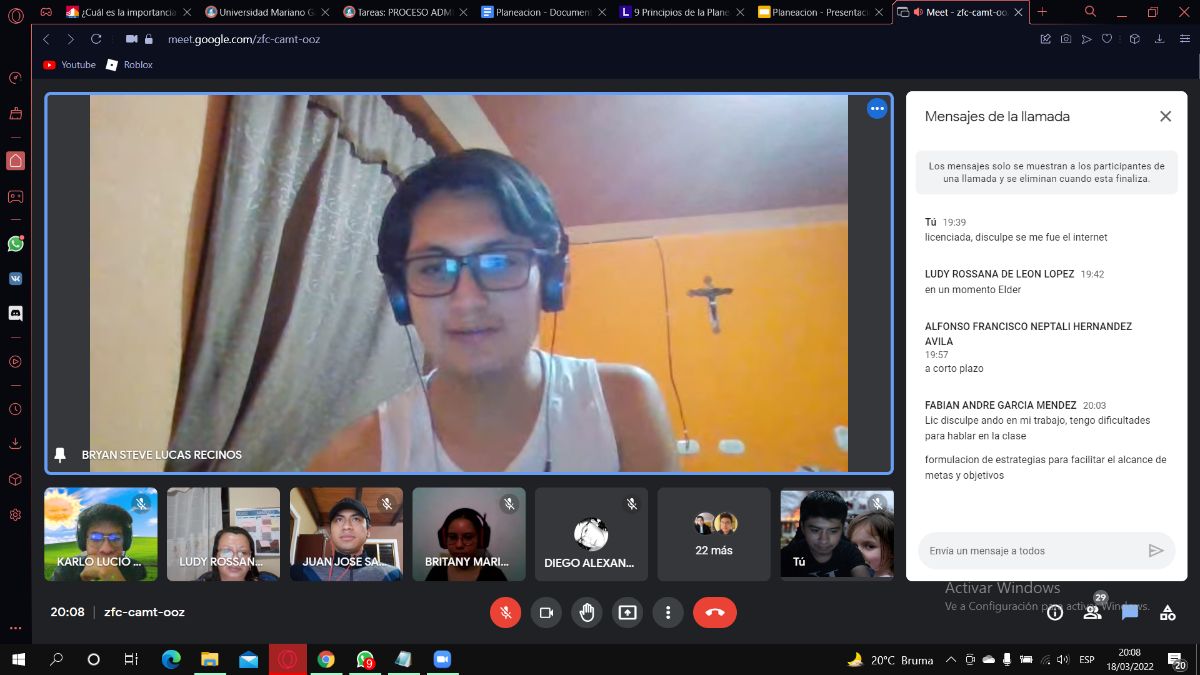 ¿Cuál es la importancia
Universidad Mariano G
Tareas: PROCESO ADMI
Planeacion - Document
9 Principios de la Plane
Planeacion - Presentaci
Meet - zfc-camt-oo
meet.google.com/zfc-camt-ooz
Youtube
Roblox
Mensajes de la llamada
Los mensajes solo se muestran a los participantes de
una llamada y se eliminan cuando esta finaliza.
Tú 19:39
licenciada, disculpe se me fue el internet
LUDY ROSSANA DE LEON LOPEZ 19:42
en un momento Elder
ALFONSO FRANCISCO NEPTALI HERNANDEZ
AVILA
19:57
a corto plazo
FABIAN ANDRE GARCIA MENDEZ 20:03
Lic disculpe ando en mi trabajo, tengo dificultades
para hablar en la clase
formulacion de estrategias para facilitar el alcance de
metas y objetivos
Envía un mensaje a todos
BRYAN STEVE LUCAS RECINOS
KARLO LUCIO ...
LUDY ROSSAN...
JUAN JOSE SA...
BRITANY MARI...
DIEGO ALEXAN...
22 más
Tú
20:08 | zfc-camt-ooz
29
Activar Windows
Ve a Configuración para activar Windows.
9
20°C Bruma
ESP
20:08
18/03/2022
20